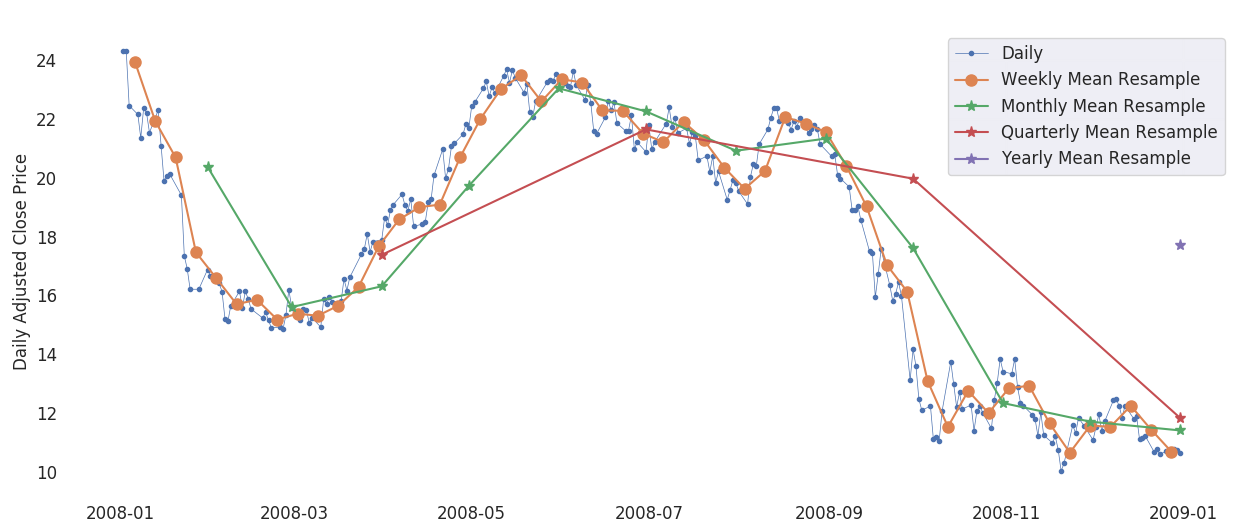 Daily Adjusted Close Price
24
22
20
18
16
14
12
10
2008-01
2008-03
2008-05
2008-07
2008-09
2008-11
2009-01
Daily
Weekly Mean Resample
Monthly Mean Resample
Quarterly Mean Resample
Yearly Mean Resample